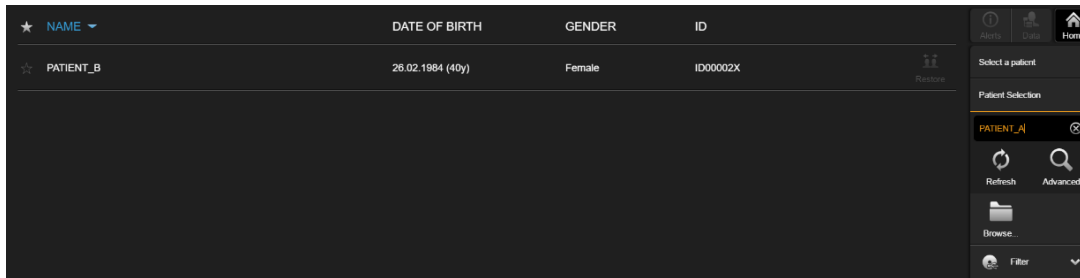 NAME DATE OF BIRTH GENDER ID
PATIENT_B 26.02.1984 (40y) Female ID00002X
Restore
Alerts Data Hom
Select a patient
Patient Selection
PATIENT_A
Refresh Advanced
Browse...
Filter